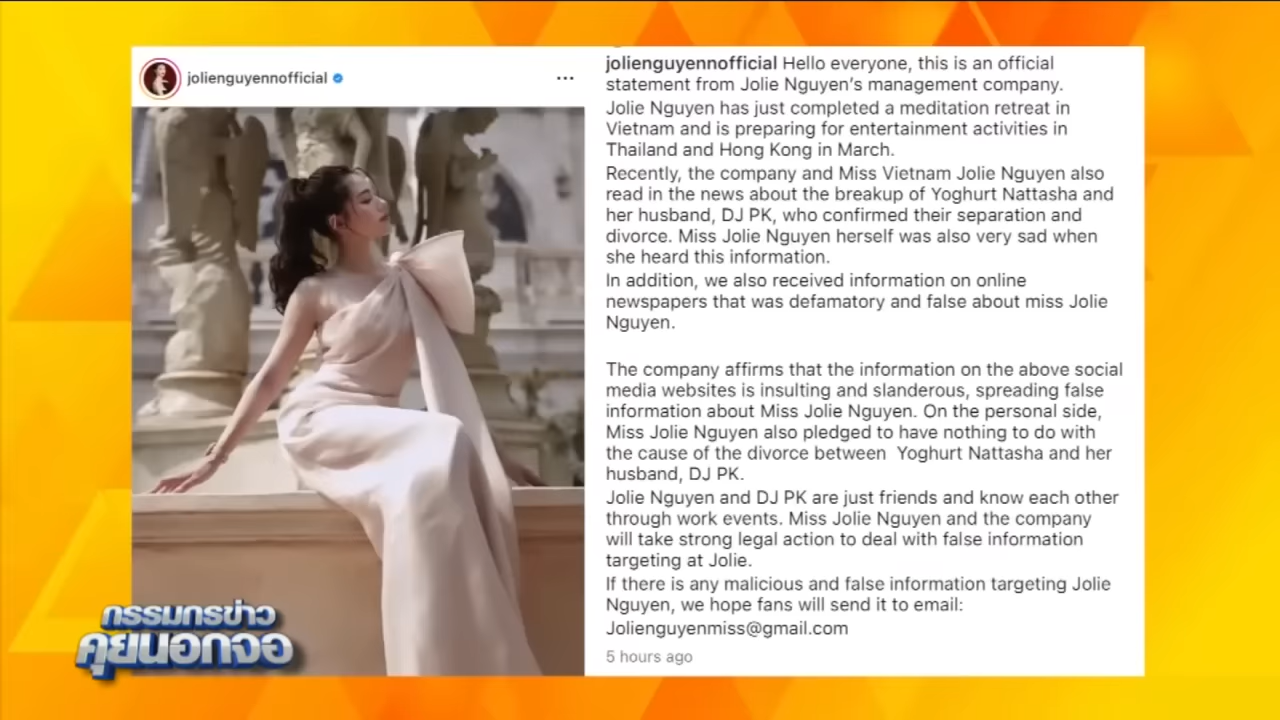 jolienguyennofficial
jolienguyennofficial Hello everyone, this is an official
statement from Jolie Nguyen's management company.
Jolie Nguyen has just completed a meditation retreat in
Vietnam and is preparing for entertainment activities in
Thailand and Hong Kong in March.
Recently, the company and Miss Vietnam Jolie Nguyen also
read in the news about the breakup of Yoghurt Nattasha and
her husband, DJ PK, who confirmed their separation and
divorce. Miss Jolie Nguyen herself was also very sad when
she heard this information.
In addition, we also received information on online
newspapers that was defamatory and false about miss Jolie
Nguyen.
The company affirms that the information on the above social
media websites is insulting and slanderous, spreading false
information about Miss Jolie Nguyen. On the personal side,
Miss Jolie Nguyen also pledged to have nothing to do with
the cause of the divorce between Yoghurt Nattasha and her
husband, DJ PK.
Jolie Nguyen and DJ PK are just friends and know each other
through work events. Miss Jolie Nguyen and the company
will take strong legal action to deal with false information
targeting at Jolie.
If there is any malicious and false information targeting Jolie
Nguyen, we hope fans will send it to email:
Jolienguyenmiss@gmail.com
5 hours ago
กรรมกรข่าว
คุยนอกจอ